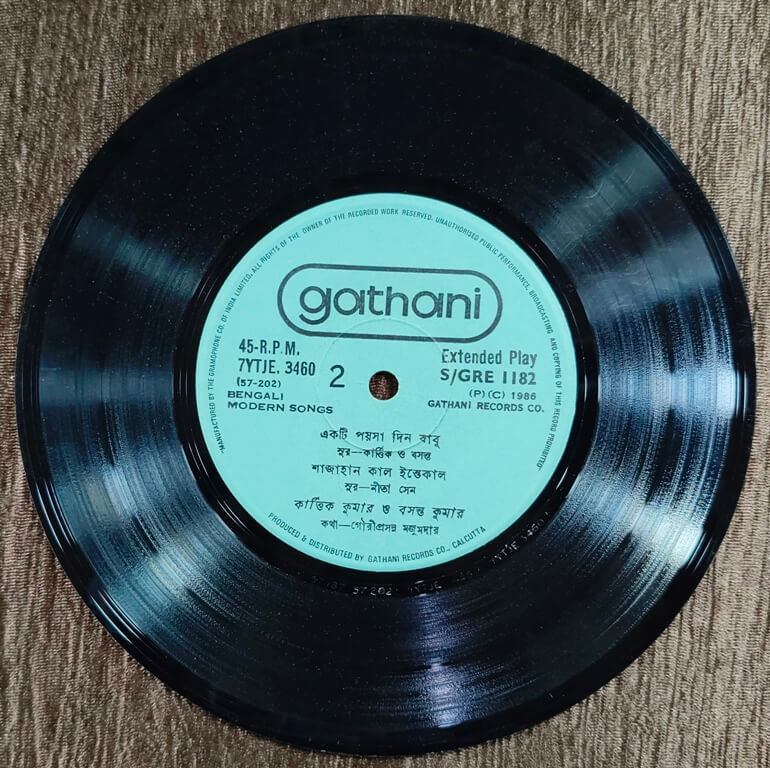 "MANUFACTURED BY THE GRAMOPHONE CO. OF INDIA LIMITED. ALL RIGHTS OF THE OWNER OF THE RECORDED WORK RESERVED. UNAUTHORISED PUBLIC PERFORMANCE, BROADCASTING AND COPYING OF THIS RECORD PROHIBITED"
gathani
45-R.P.M.
7YTJE. 3460
(57-202)
BENGALI
MODERN SONGS
2
Extended Play
S/GRE 1182
(P) (C) 1986
GATHANI RECORDS CO.
একটি পয়সা দিন বাবু
সুর—কার্ত্তিক ও বসন্ত
শাজাহান কাল ইন্তেকাল
সুর—নীতা সেন
কার্ত্তিক কুমার ও বসন্ত কুমার
কথা—গৌরীপ্রসন্ন মজুমদার
PRODUCED & DISTRIBUTED BY GATHANI RECORDS CO., CALCUTTA